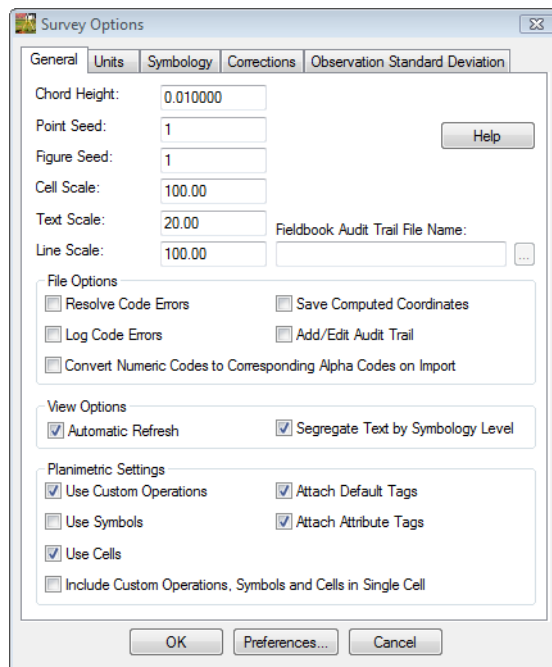 Survey Options
General Units Symbology Corrections Observation Standard Deviation
Chord Height: 0.010000
Point Seed: 1
Help
Figure Seed: 1
Cell Scale: 100.00
Text Scale: 20.00
Fieldbook Audit Trail File Name:
Line Scale: 100.00
...
File Options
Resolve Code Errors Save Computed Coordinates
Log Code Errors Add/Edit Audit Trail
Convert Numeric Codes to Corresponding Alpha Codes on Import
View Options
Automatic Refresh Segregate Text by Symbology Level
Planimetric Settings
Use Custom Operations Attach Default Tags
Use Symbols Attach Attribute Tags
Use Cells
Include Custom Operations, Symbols and Cells in Single Cell
OK Preferences... Cancel